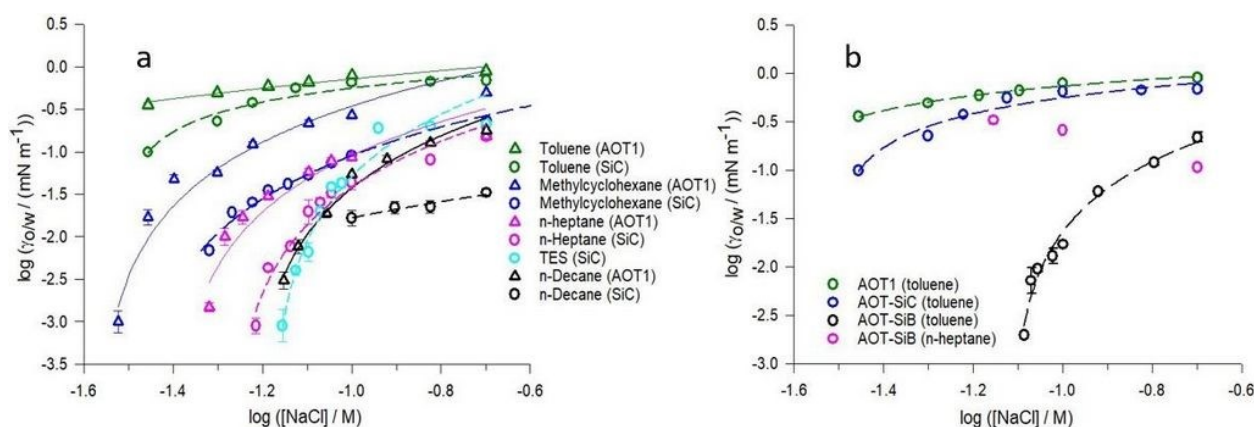 a
log (γo/w / (mN m⁻¹))
0.5
0.0
-0.5
-1.0
-1.5
-2.0
-2.5
-3.0
-3.5
-1.6 -1.4 -1.2 -1.0 -0.8 -0.6
log ([NaCl] / M)
Toluene (AOT1)
Toluene (SiC)
Methylcyclohexane (AOT1)
Methylcyclohexane (SiC)
n-heptane (AOT1)
n-Heptane (SiC)
TES (SiC)
n-Decane (AOT1)
n-Decane (SiC)
b
log (γo/w / (mN m⁻¹))
0.5
0.0
-0.5
-1.0
-1.5
-2.0
-2.5
-3.0
-1.6 -1.4 -1.2 -1.0 -0.8 -0.6
log ([NaCl] / M)
AOT1 (toluene)
AOT-SiC (toluene)
AOT-SiB (toluene)
AOT-SiB (n-heptane)